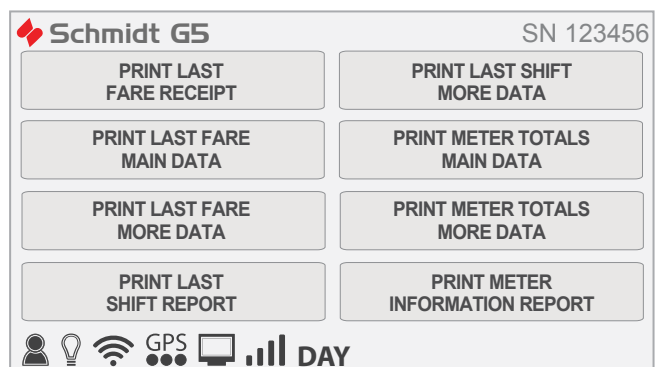 Schmidt G5
SN 123456
PRINT LAST
FARE RECEIPT
PRINT LAST SHIFT
MORE DATA
PRINT LAST FARE
MAIN DATA
PRINT METER TOTALS
MAIN DATA
PRINT LAST FARE
MORE DATA
PRINT METER TOTALS
MORE DATA
PRINT LAST
SHIFT REPORT
PRINT METER
INFORMATION REPORT
GPS
DAY